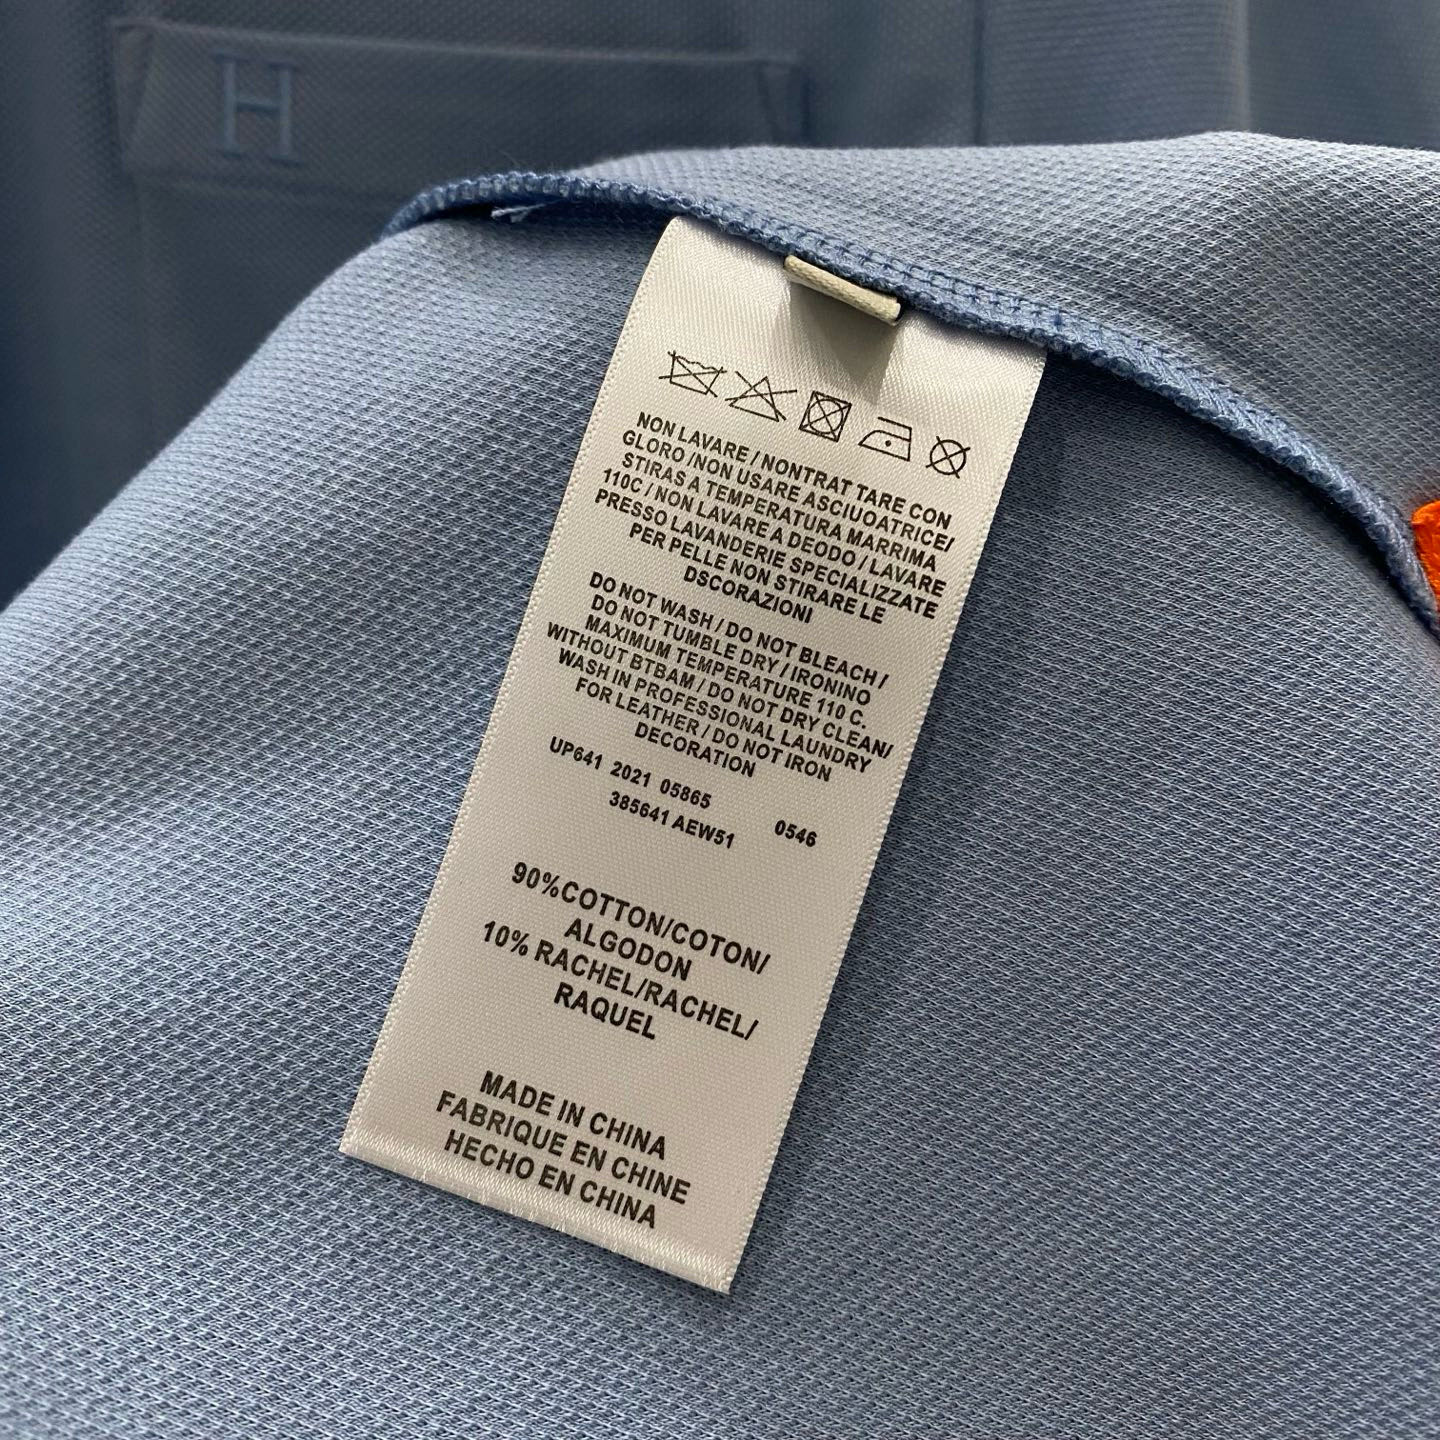 H
NON LAVARE / NONTRAT TARE CON
GLORO /NON USARE ASCIUOATRICE/
STIRAS A TEMPERATURA MARRIMA
110C / NON LAVARE A DEODO / LAVARE
PRESSO LAVANDERIE SPECIALIZZATE
PER PELLE NON STIRARE LE
DSCORAZIONI
DO NOT WASH / DO NOT BLEACH /
DO NOT TUMBLE DRY / IRONINO
MAXIMUM TEMPERATURE 110 C.
WITHOUT BTBAM / DO NOT DRY CLEAN/
WASH IN PROFESSIONAL LAUNDRY
FOR LEATHER / DO NOT IRON
DECORATION
UP641 2021 05865
385641 AEW51 0546
90%COTTON/COTON/
ALGODON
10% RACHEL/RACHEL/
RAQUEL
MADE IN CHINA
FABRIQUE EN CHINE
HECHO EN CHINA